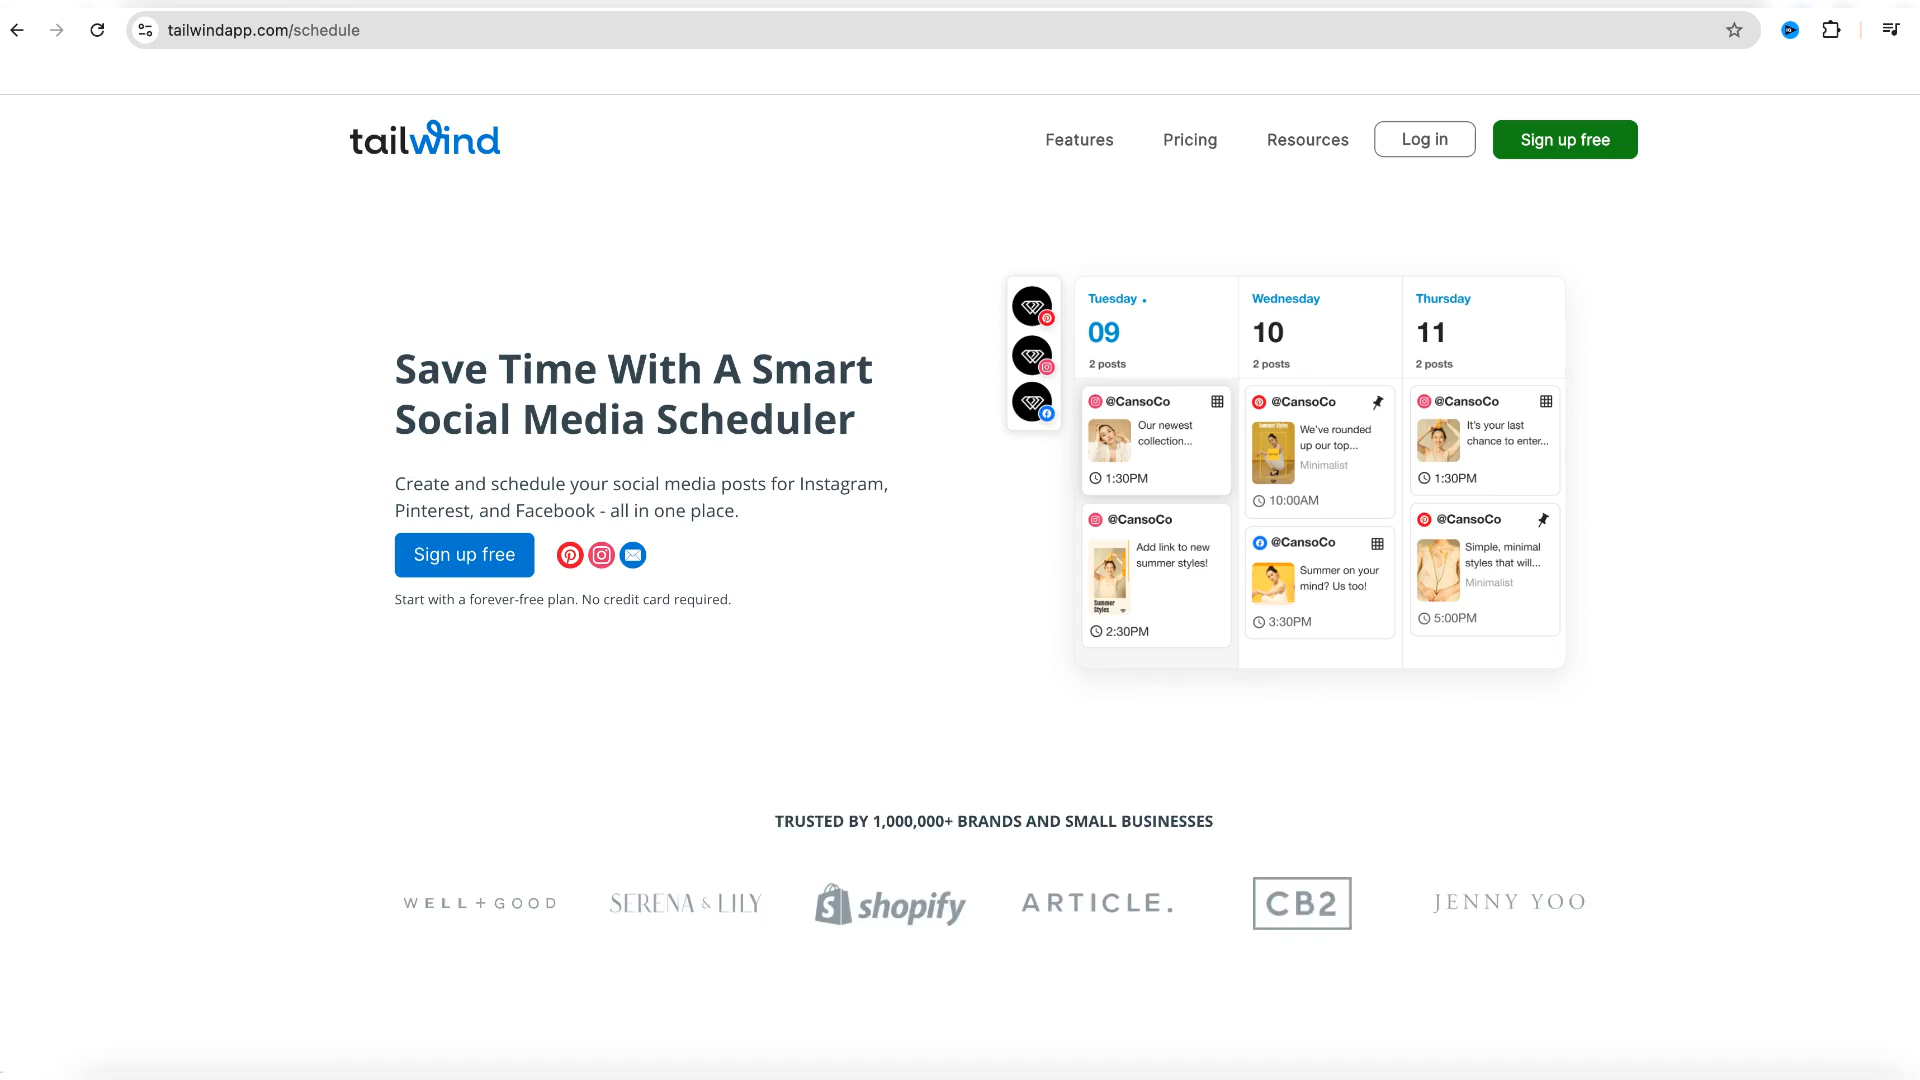 tailwindapp.com/schedule
tailwind
Features
Pricing
Resources
Log in
Sign up free
Save Time With A Smart
Social Media Scheduler
Create and schedule your social media posts for Instagram,
Pinterest, and Facebook - all in one place.
Sign up free
Start with a forever-free plan. No credit card required.
Tuesday
09
2 posts
@CansoCo
Our newest
collection...
1:30PM
@CansoCo
Add link to new
summer styles!
Summer
Styles
2:30PM
Wednesday
10
2 posts
@CansoCo
Summer Styles
We've rounded
up our top...
Minimalist
10:00AM
@CansoCo
Summer on your
mind? Us too!
3:30PM
Thursday
11
2 posts
@CansoCo
It's your last
chance to enter...
1:30PM
@CansoCo
Simple, minimal
styles that will...
Minimalist
5:00PM
TRUSTED BY 1,000,000+ BRANDS AND SMALL BUSINESSES
WELL+GOOD
SERENA & LILY
shopify
ARTICLE.
CB2
JENNY YOO